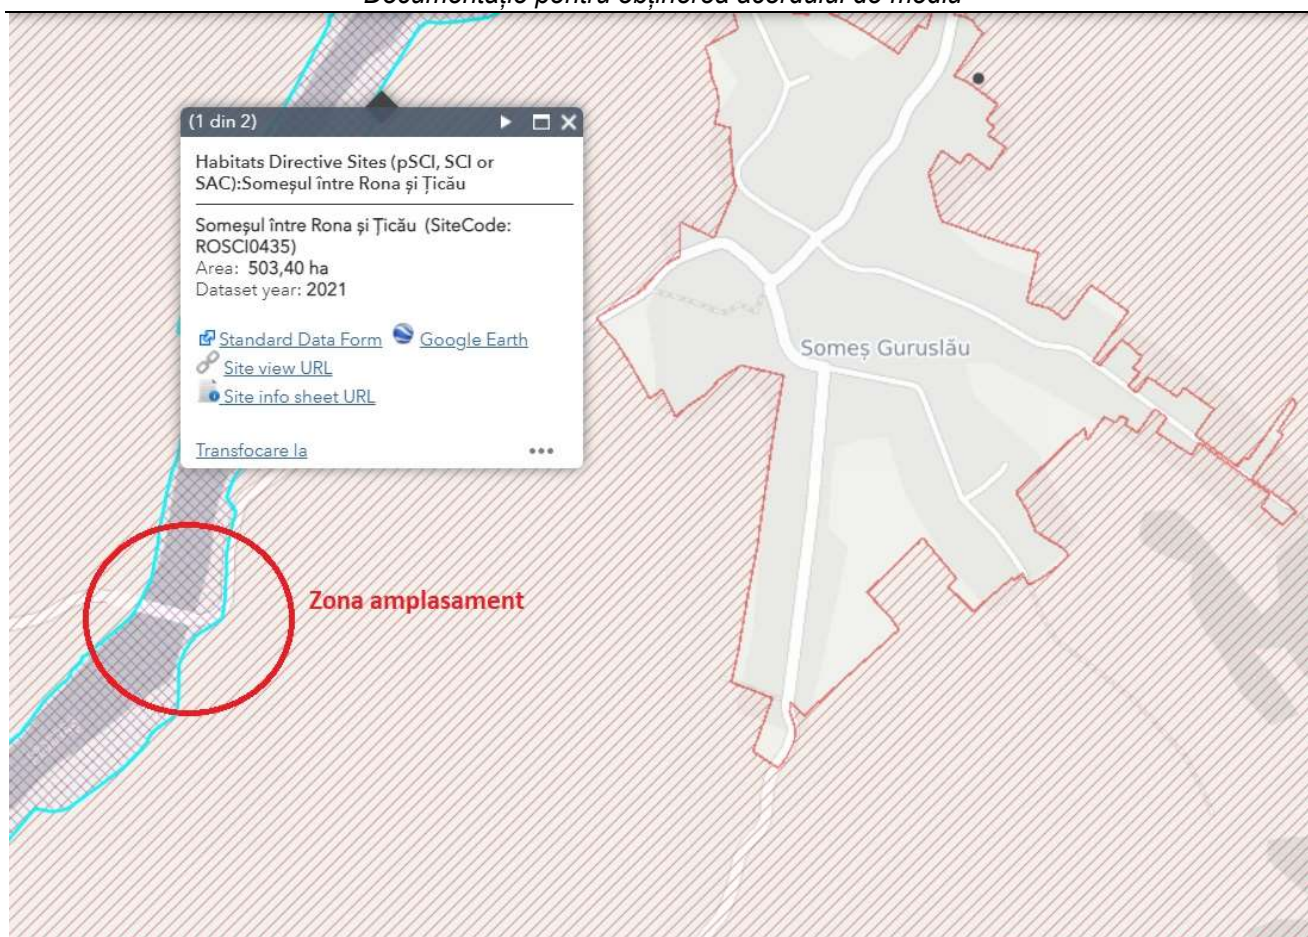 Documentație pentru obținerea acordului de mediu
(1 din 2)
Habitats Directive Sites (pSCI, SCI or
SAC):Someșul între Rona și Țicău
Someșul între Rona și Țicău (SiteCode:
ROSCI0435)
Area: 503,40 ha
Dataset year: 2021
Standard Data Form Google Earth
Site view URL
Site info sheet URL
Transfocare la
Someș Guruslău
Zona amplasament